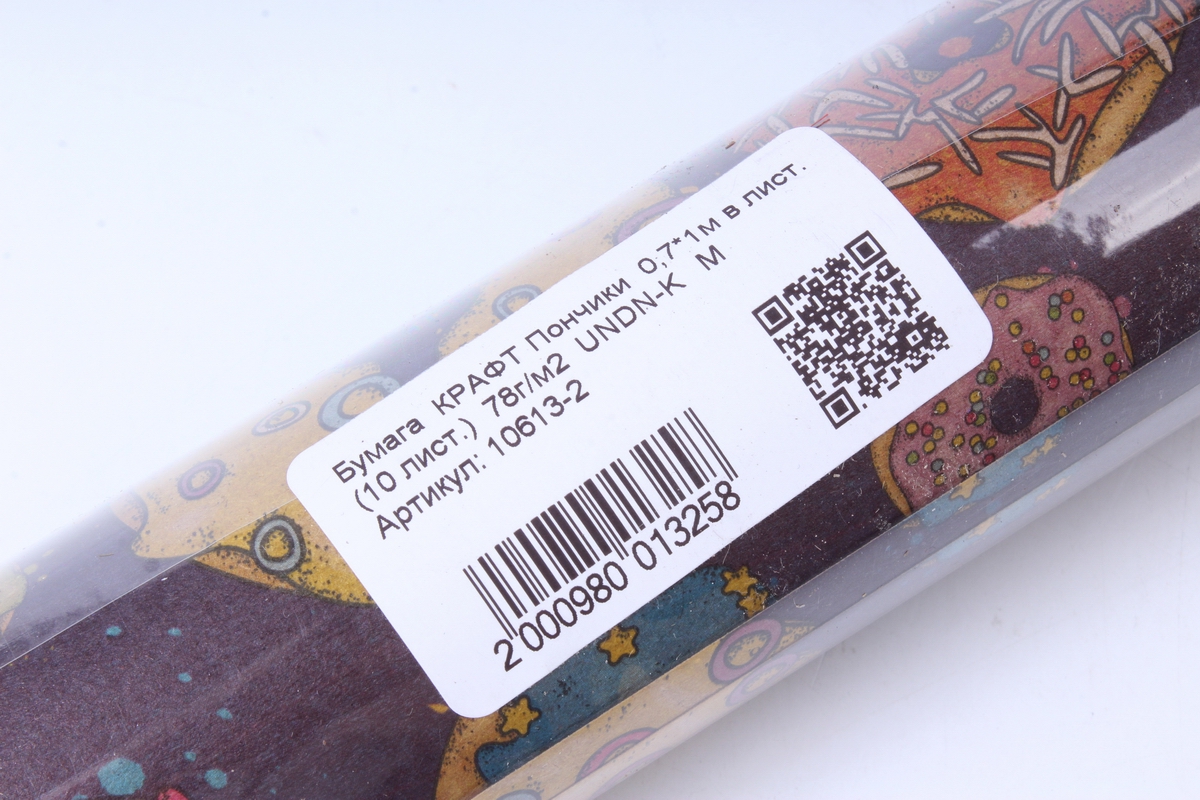 Бумага КРАФТ Пончики 0,7*1м в лист.
(10 лист.) 78г/м2 UNDN-K М
Артикул: 10613-2
2 000980 013258